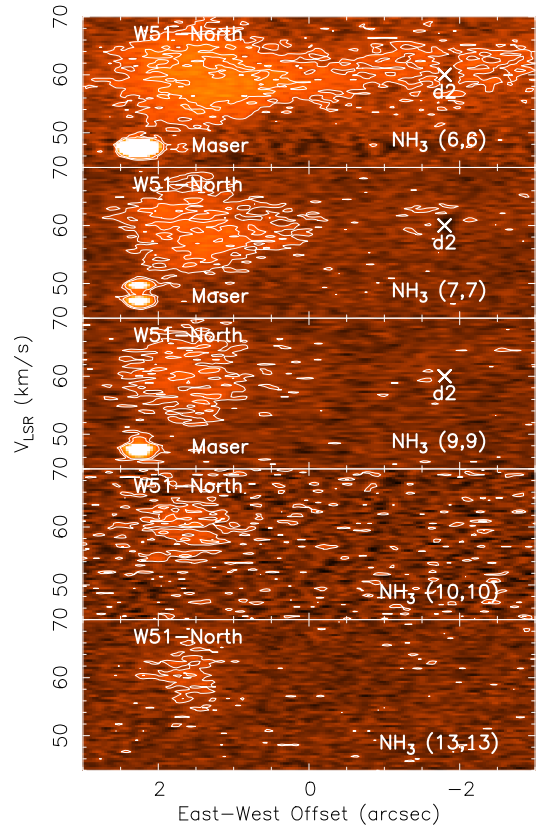 70
W51-North
60
d2
50
Maser
NH₃ (6,6)
70
W51-North
60
d2
50
Maser
NH₃ (7,7)
70
W51-North
60
d2
50
Maser
NH₃ (9,9)
70
W51-North
60
50
NH₃ (10,10)
70
W51-North
60
50
NH₃ (13,13)
V_LSR (km/s)
2 0 -2
East-West Offset (arcsec)